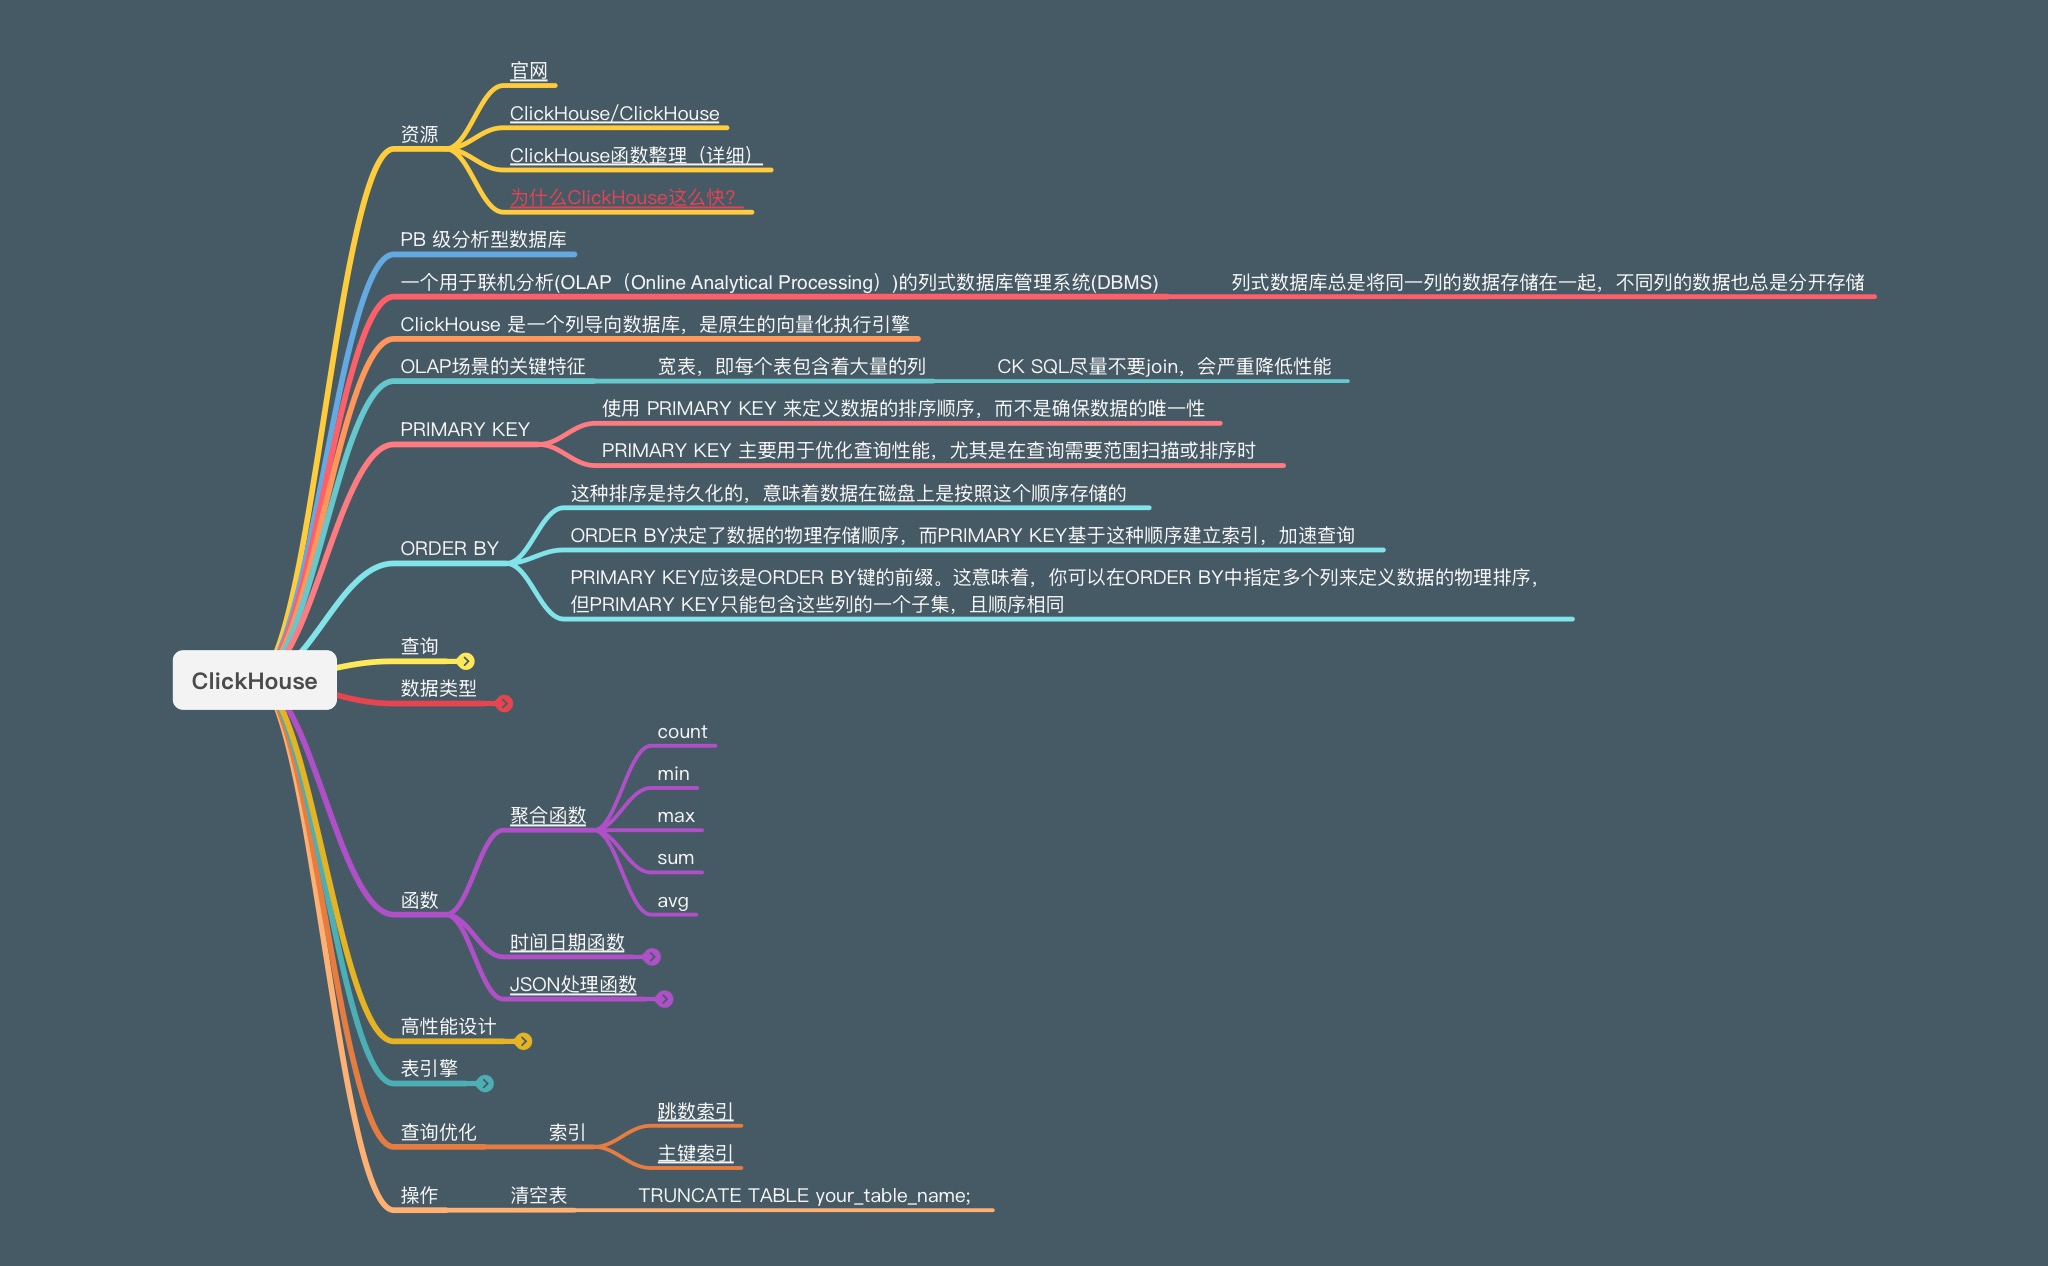 官网
ClickHouse/ClickHouse
资源
ClickHouse函数整理（详细）
为什么ClickHouse这么快？
PB 级分析型数据库
一个用于联机分析(OLAP（Online Analytical Processing）)的列式数据库管理系统(DBMS)
列式数据库总是将同一列的数据存储在一起，不同列的数据也总是分开存储
ClickHouse 是一个列导向数据库，是原生的向量化执行引擎
OLAP场景的关键特征
宽表，即每个表包含着大量的列
CK SQL尽量不要join，会严重降低性能
使用 PRIMARY KEY 来定义数据的排序顺序，而不是确保数据的唯一性
PRIMARY KEY
PRIMARY KEY 主要用于优化查询性能，尤其是在查询需要范围扫描或排序时
这种排序是持久化的，意味着数据在磁盘上是按照这个顺序存储的
ORDER BY决定了数据的物理存储顺序，而PRIMARY KEY基于这种顺序建立索引，加速查询
ORDER BY
PRIMARY KEY应该是ORDER BY键的前缀。这意味着，你可以在ORDER BY中指定多个列来定义数据的物理排序，
但PRIMARY KEY只能包含这些列的一个子集，且顺序相同
查询
ClickHouse
数据类型
count
min
聚合函数
max
sum
函数
avg
时间日期函数
JSON处理函数
高性能设计
表引擎
跳数索引
查询优化
索引
主键索引
操作
清空表
TRUNCATE TABLE your_table_name;